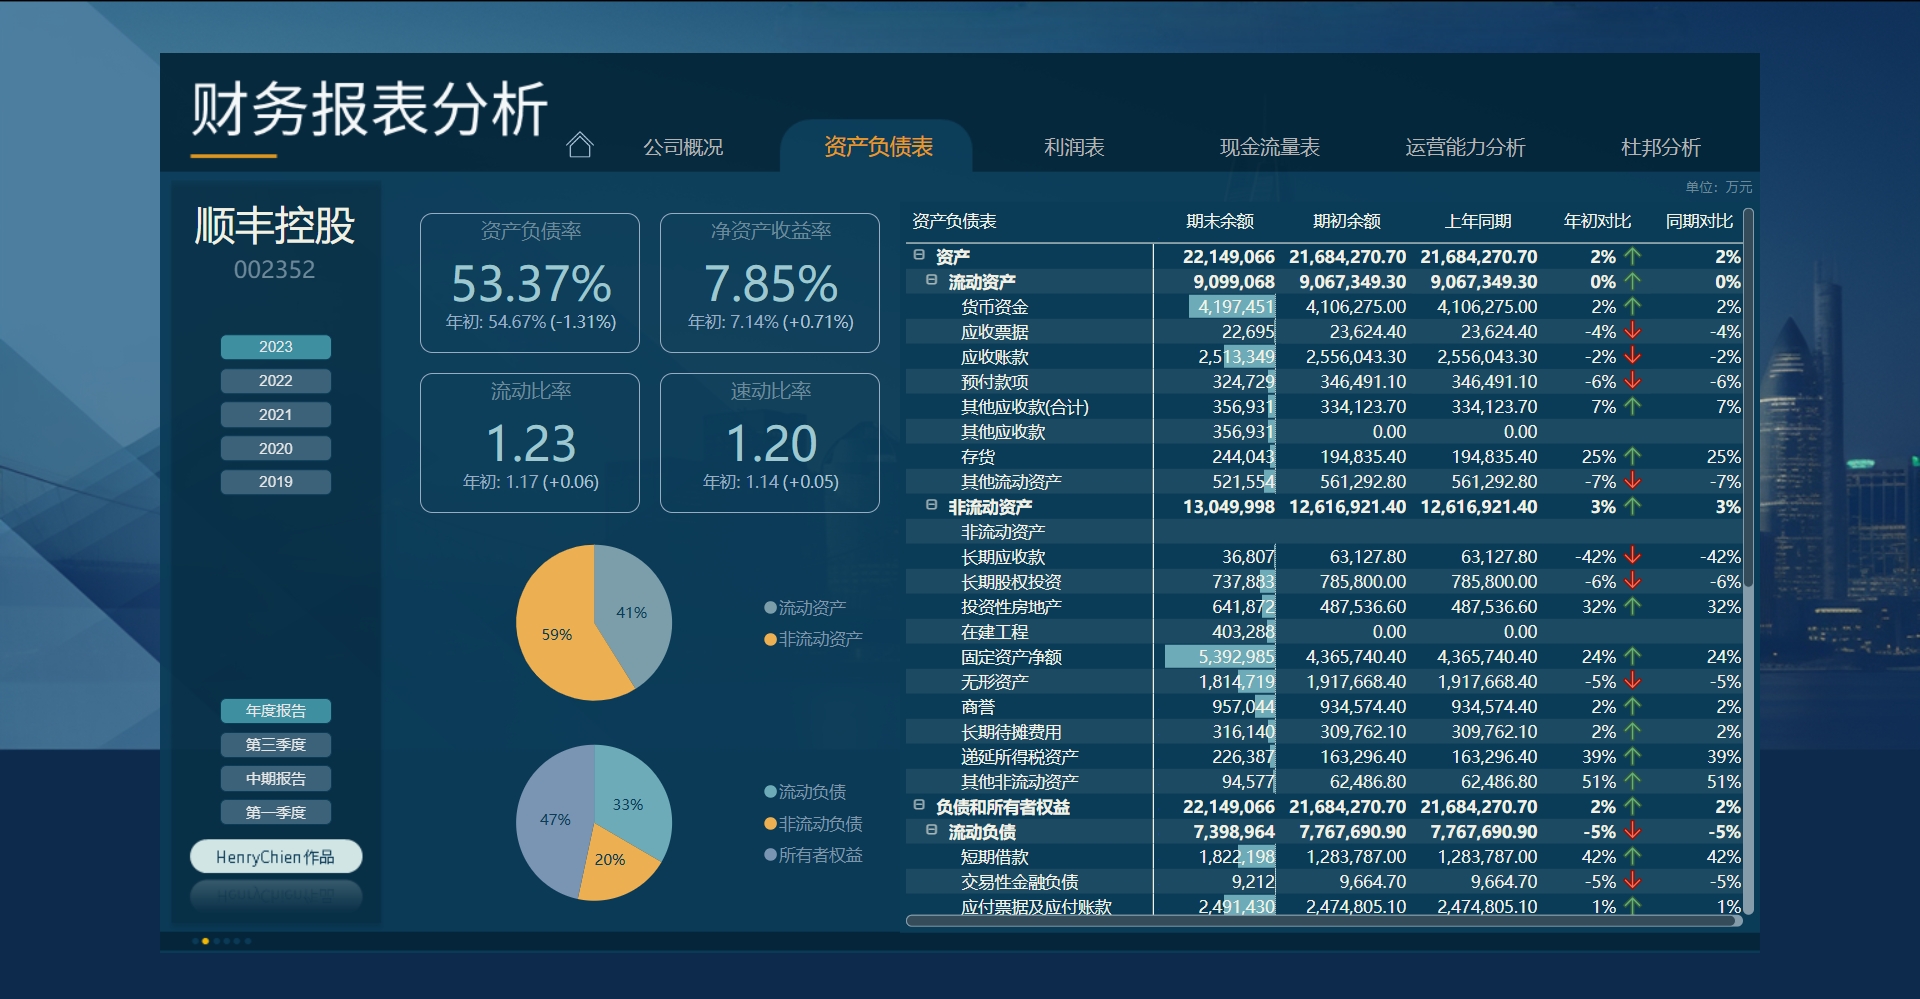 财务报表分析
公司概况
资产负债表
利润表
现金流量表
运营能力分析
杜邦分析
单位：万元
顺丰控股
002352
2023
2022
2021
2020
2019
年度报告
第三季度
中期报告
第一季度
HenryChien作品
资产负债率
53.37%
年初: 54.67% (-1.31%)
净资产收益率
7.85%
年初: 7.14% (+0.71%)
流动比率
1.23
年初: 1.17 (+0.06)
速动比率
1.20
年初: 1.14 (+0.05)
41%
59%
流动资产
非流动资产
33%
47%
20%
流动负债
非流动负债
所有者权益
资产负债表 期末余额 期初余额 上年同期 年初对比 同期对比
资产 22,149,066 21,684,270.70 21,684,270.70 2% 2%
流动资产 9,099,068 9,067,349.30 9,067,349.30 0% 0%
货币资金 4,197,451 4,106,275.00 4,106,275.00 2% 2%
应收票据 22,695 23,624.40 23,624.40 -4% -4%
应收账款 2,513,349 2,556,043.30 2,556,043.30 -2% -2%
预付款项 324,729 346,491.10 346,491.10 -6% -6%
其他应收款(合计) 356,931 334,123.70 334,123.70 7% 7%
其他应收款 356,931 0.00 0.00
存货 244,043 194,835.40 194,835.40 25% 25%
其他流动资产 521,554 561,292.80 561,292.80 -7% -7%
非流动资产 13,049,998 12,616,921.40 12,616,921.40 3% 3%
非流动资产
长期应收款 36,807 63,127.80 63,127.80 -42% -42%
长期股权投资 737,883 785,800.00 785,800.00 -6% -6%
投资性房地产 641,872 487,536.60 487,536.60 32% 32%
在建工程 403,288 0.00 0.00
固定资产净额 5,392,985 4,365,740.40 4,365,740.40 24% 24%
无形资产 1,814,719 1,917,668.40 1,917,668.40 -5% -5%
商誉 957,044 934,574.40 934,574.40 2% 2%
长期待摊费用 316,140 309,762.10 309,762.10 2% 2%
递延所得税资产 226,387 163,296.40 163,296.40 39% 39%
其他非流动资产 94,577 62,486.80 62,486.80 51% 51%
负债和所有者权益 22,149,066 21,684,270.70 21,684,270.70 2% 2%
流动负债 7,398,964 7,767,690.90 7,767,690.90 -5% -5%
短期借款 1,822,198 1,283,787.00 1,283,787.00 42% 42%
交易性金融负债 9,212 9,664.70 9,664.70 -5% -5%
应付票据及应付账款 2,491,430 2,474,805.10 2,474,805.10 1% 1%